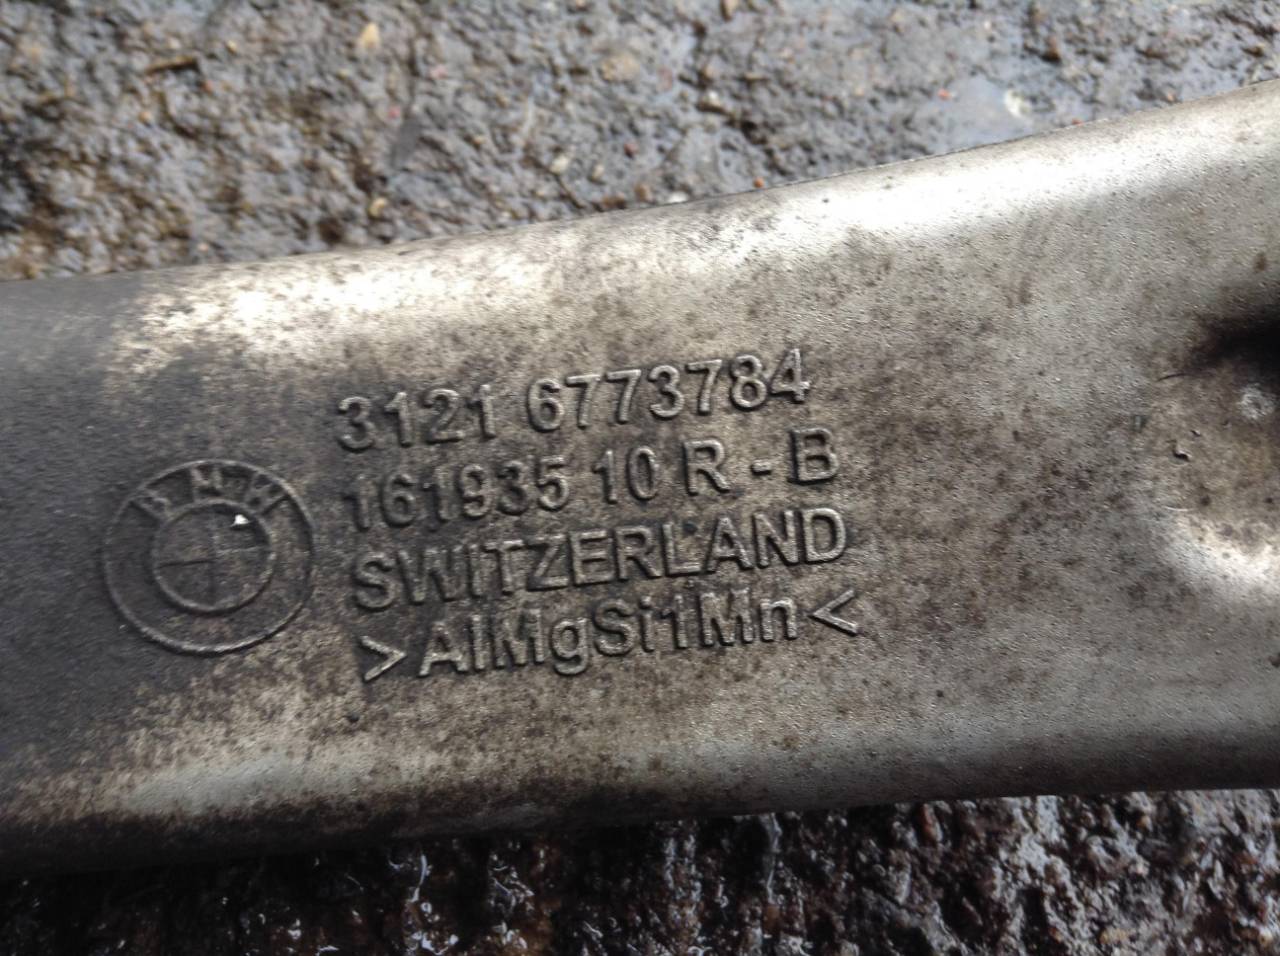 BMW
3121 6773784
161935 10 R - B
SWITZERLAND
>AlMgSi1Mn<